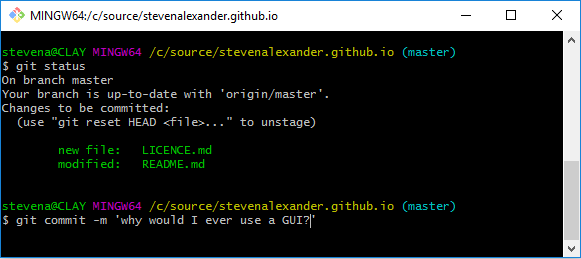 MINGW64:/c/source/stevenalexander.github.io
stevena@CLAY MINGW64 /c/source/stevenalexander.github.io (master)
$ git status
On branch master
Your branch is up-to-date with 'origin/master'.
Changes to be committed:
  (use "git reset HEAD <file>..." to unstage)
        new file:   LICENCE.md
        modified:   README.md
stevena@CLAY MINGW64 /c/source/stevenalexander.github.io (master)
$ git commit -m 'why would I ever use a GUI?'